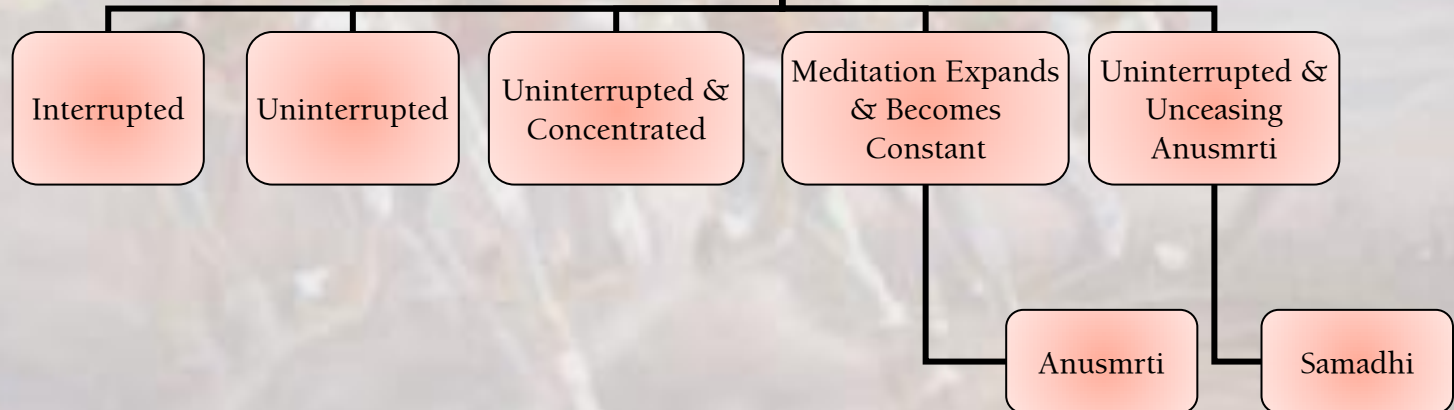 Interrupted
Uninterrupted
Uninterrupted &
Concentrated
Meditation Expands
& Becomes
Constant
Uninterrupted &
Unceasing
Anusmrti
Anusmrti
Samadhi